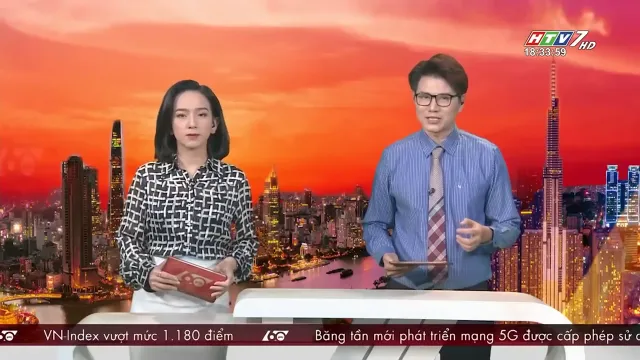 HTV7 HD
18:33:59
VN-Index vượt mức 1.180 điểm
60
Băng tần mới phát triển mạng 5G được cấp phép sử